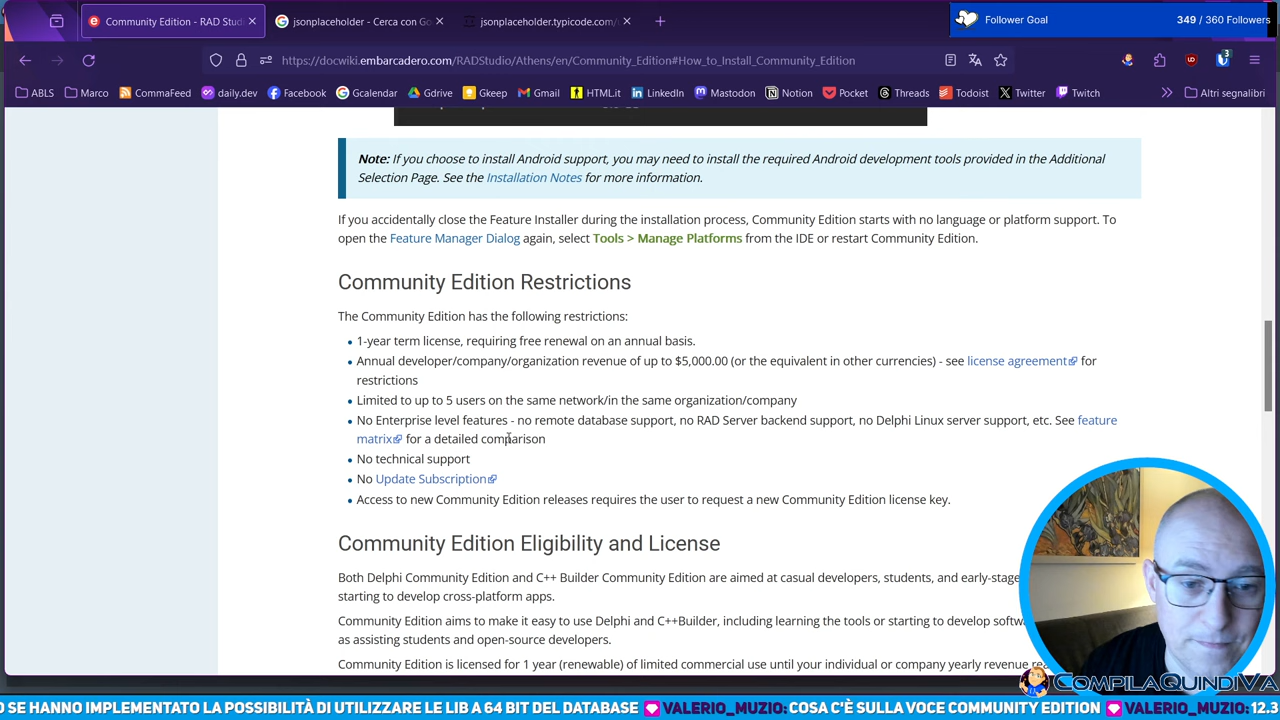 Community Edition - RAD Stud
jsonplaceholder - Cerca con Go
jsonplaceholder.typicode.com/
Follower Goal
349 / 360 Followers
https://docwiki.embarcadero.com/RADStudio/Athens/en/Community_Edition#How_to_Install_Community_Edition
3
ABLS
Marco
CommaFeed
daily.dev
Facebook
Gcalendar
Gdrive
Gkeep
Gmail
HTML.it
LinkedIn
Mastodon
Notion
Pocket
Threads
Todoist
Twitter
Twitch
Altri segnalibri
Note: If you choose to install Android support, you may need to install the required Android development tools provided in the Additional
Selection Page. See the Installation Notes for more information.
If you accidentally close the Feature Installer during the installation process, Community Edition starts with no language or platform support. To
open the Feature Manager Dialog again, select Tools > Manage Platforms from the IDE or restart Community Edition.
Community Edition Restrictions
The Community Edition has the following restrictions:
1-year term license, requiring free renewal on an annual basis.
Annual developer/company/organization revenue of up to $5,000.00 (or the equivalent in other currencies) - see license agreement for
restrictions
Limited to up to 5 users on the same network/in the same organization/company
No Enterprise level features - no remote database support, no RAD Server backend support, no Delphi Linux server support, etc. See feature
matrix for a detailed comparison
No technical support
No Update Subscription
Access to new Community Edition releases requires the user to request a new Community Edition license key.
Community Edition Eligibility and License
Both Delphi Community Edition and C++ Builder Community Edition are aimed at casual developers, students, and early-stage
starting to develop cross-platform apps.
Community Edition aims to make it easy to use Delphi and C++Builder, including learning the tools or starting to develop softw
as assisting students and open-source developers.
Community Edition is licensed for 1 year (renewable) of limited commercial use until your individual or company yearly revenue rea
COMPILAQUINDIVA
O SE HANNO IMPLEMENTATO LA POSSIBILITÀ DI UTILIZZARE LE LIB A 64 BIT DEL DATABASE VALERIO_MUZIO: COSA C'È SULLA VOCE COMMUNITY EDITION VALERIO_MUZIO: 12.3